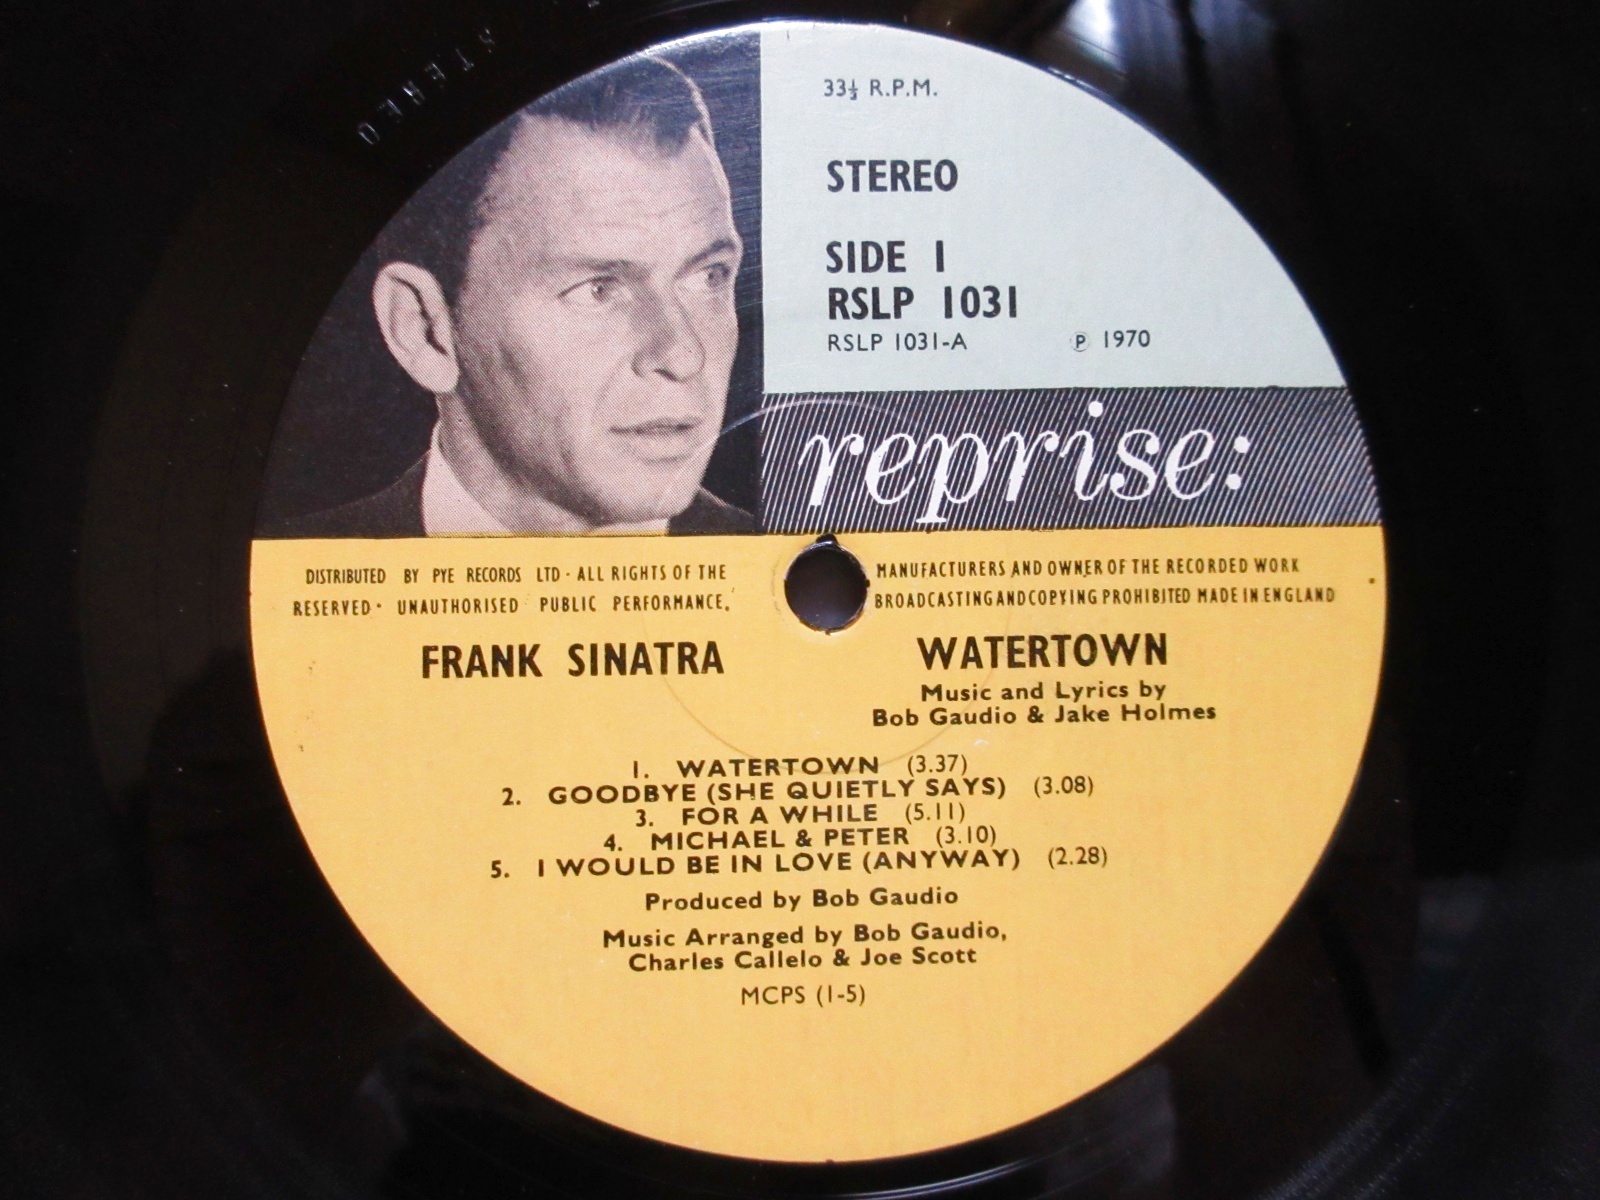 STEREO
33⅓ R.P.M.
STEREO
SIDE 1
RSLP 1031
RSLP 1031-A ℗ 1970
reprise:
DISTRIBUTED BY PYE RECORDS LTD · ALL RIGHTS OF THE MANUFACTURERS AND OWNER OF THE RECORDED WORK
RESERVED · UNAUTHORISED PUBLIC PERFORMANCE, BROADCASTING AND COPYING PROHIBITED MADE IN ENGLAND
FRANK SINATRA WATERTOWN
Music and Lyrics by
Bob Gaudio & Jake Holmes
1. WATERTOWN (3.37)
2. GOODBYE (SHE QUIETLY SAYS) (3.08)
3. FOR A WHILE (5.11)
4. MICHAEL & PETER (3.10)
5. I WOULD BE IN LOVE (ANYWAY) (2.28)
Produced by Bob Gaudio
Music Arranged by Bob Gaudio,
Charles Callelo & Joe Scott
MCPS (1-5)